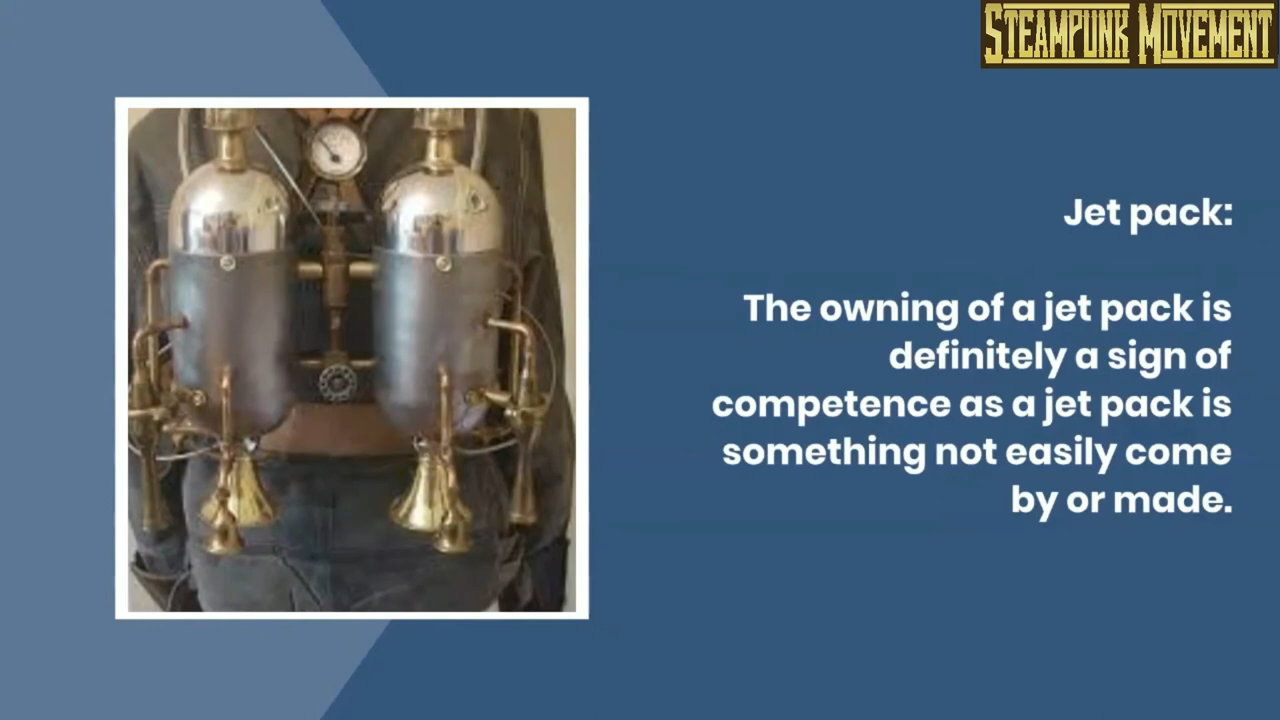 STEAMPUNK MOVEMENT
Jet pack:
The owning of a jet pack is
definitely a sign of
competence as a jet pack is
something not easily come
by or made.